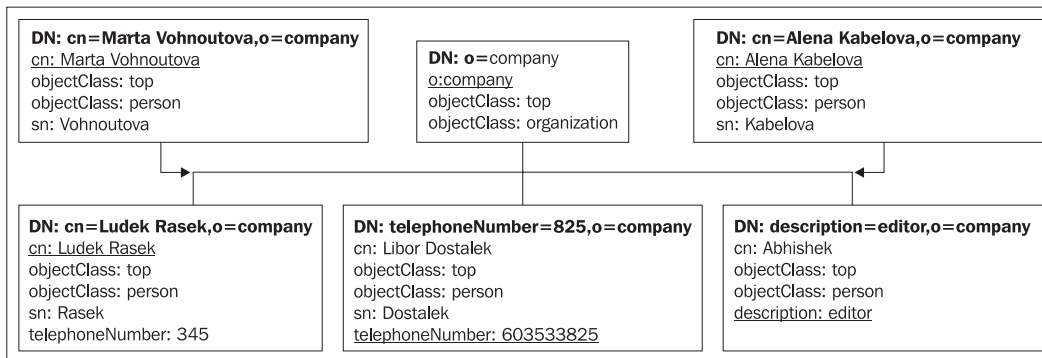 DN: cn=Marta Vohnoutova,o=company
cn: Marta Vohnoutova
objectClass: top
objectClass: person
sn: Vohnoutova
DN: o=company
o:company
objectClass: top
objectClass: organization
DN: cn=Alena Kabelova,o=company
cn: Alena Kabelova
objectClass: top
objectClass: person
sn: Kabelova
DN: cn=Ludek Rasek,o=company
cn: Ludek Rasek
objectClass: top
objectClass: person
sn: Rasek
telephoneNumber: 345
DN: telephoneNumber=825,o=company
cn: Libor Dostalek
objectClass: top
objectClass: person
sn: Dostalek
telephoneNumber: 603533825
DN: description=editor,o=company
cn: Abhishek
objectClass: top
objectClass: person
description: editor